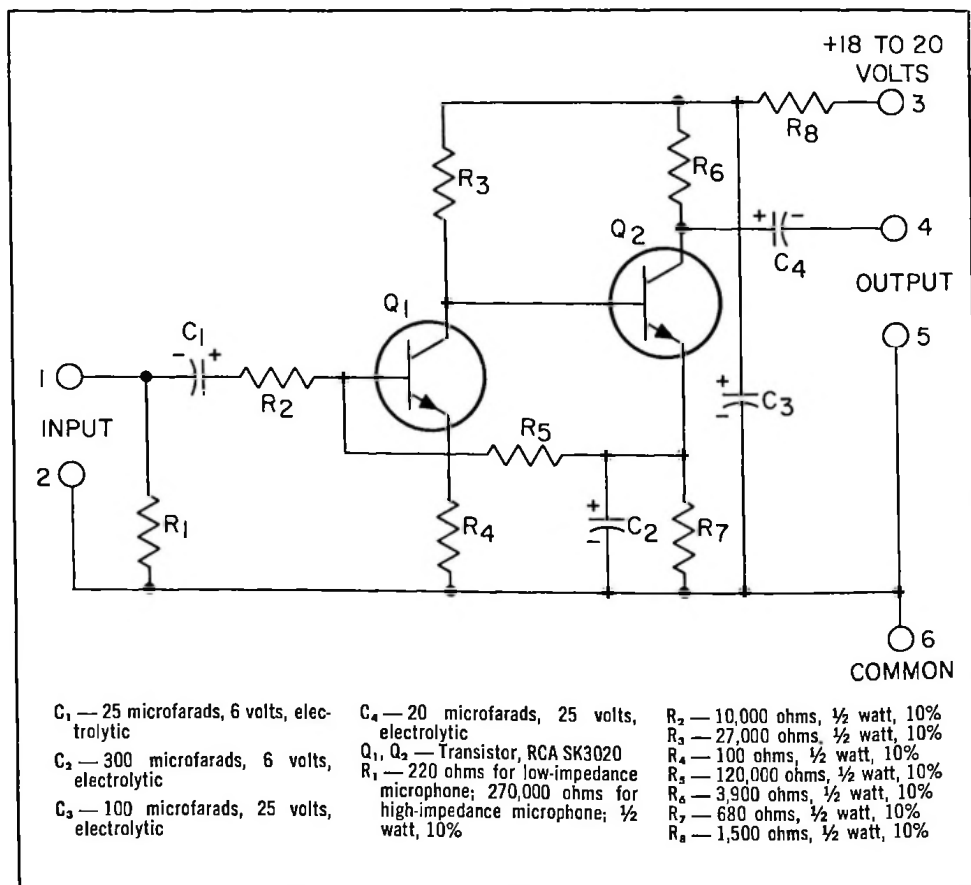 +18 TO 20
VOLTS
3
R8
R3
R6
+ -
4
Q2
C4
Q1
OUTPUT
C1
- +
5
1
R2
+
-
C3
INPUT
R5
2
+
-
C2
R1
R4
R7
6
COMMON
C₁ — 25 microfarads, 6 volts, elec-
trolytic
C₂ — 300 microfarads, 6 volts,
electrolytic
C₃ — 100 microfarads, 25 volts,
electrolytic
C₄ — 20 microfarads, 25 volts,
electrolytic
Q₁, Q₂ — Transistor, RCA SK3020
R₁ — 220 ohms for low-impedance
microphone; 270,000 ohms for
high-impedance microphone; ½
watt, 10%
R₂ — 10,000 ohms, ½ watt, 10%
R₃ — 27,000 ohms, ½ watt, 10%
R₄ — 100 ohms, ½ watt, 10%
R₅ — 120,000 ohms, ½ watt, 10%
R₆ — 3,900 ohms, ½ watt, 10%
R₇ — 680 ohms, ½ watt, 10%
R₈ — 1,500 ohms, ½ watt, 10%